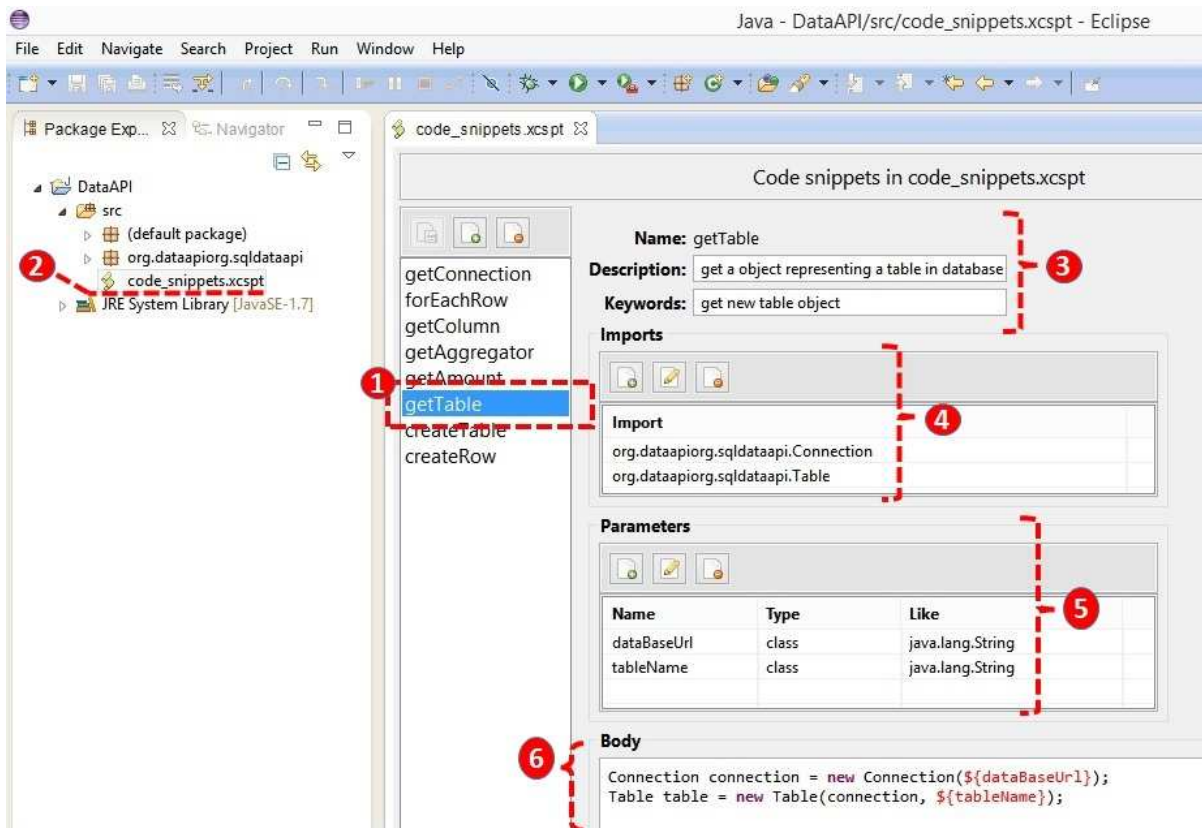 Java - DataAPI/src/code_snippets.xcspt - Eclipse
File Edit Navigate Search Project Run Window Help
Package Exp... Navigator
code_snippets.xcspt
DataAPI
src
(default package)
org.dataapiorg.sqldataapi
2
code_snippets.xcspt
JRE System Library [JavaSE-1.7]
Code snippets in code_snippets.xcspt
getConnection
forEachRow
getColumn
getAggregator
getAmount
1
getTable
createTable
createRow
Name: getTable
Description: get a object representing a table in database
Keywords: get new table object
3
Imports
Import
org.dataapiorg.sqldataapi.Connection
org.dataapiorg.sqldataapi.Table
4
Parameters
Name Type Like
dataBaseUrl class java.lang.String
tableName class java.lang.String
5
Body
6
Connection connection = new Connection(${dataBaseUrl});
Table table = new Table(connection, ${tableName});